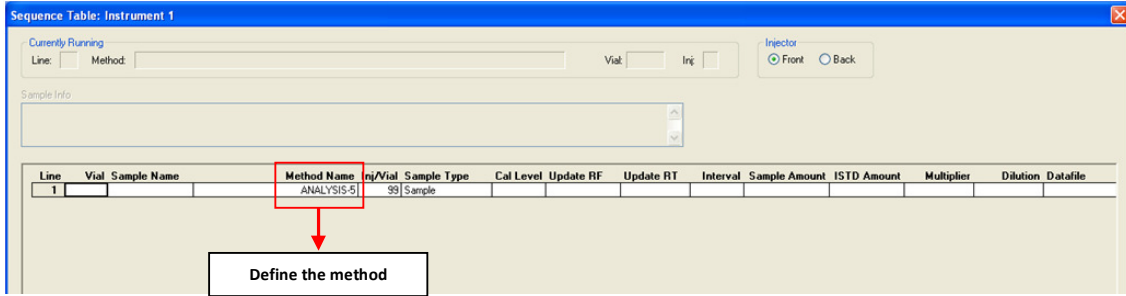 Sequence Table: Instrument 1
Currently Running
Line: Method: Vial: Inj:
Injector
Front Back
Sample Info
Line Vial Sample Name Method Name Inj/Vial Sample Type Cal Level Update RF Update RT Interval Sample Amount ISTD Amount Multiplier Dilution Datafile
1 ANALYSIS-5 99 Sample
Define the method